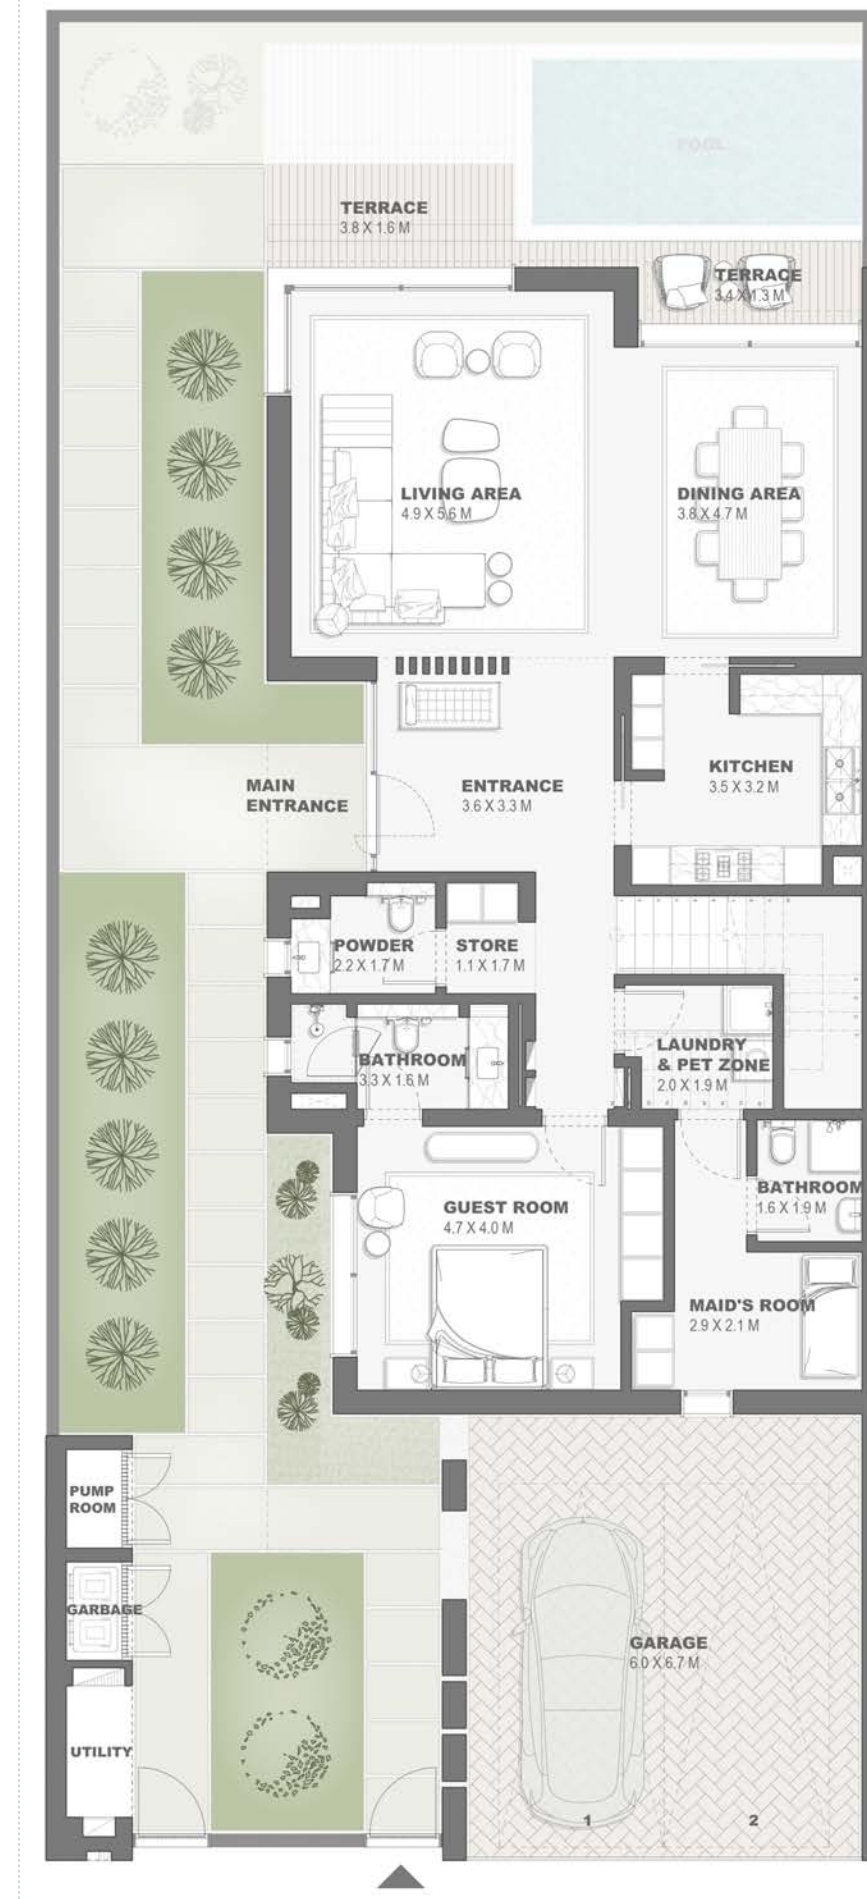 POOL
TERRACE
3.8 X 1.6 M
TERRACE
3.4 X 1.3 M
LIVING AREA
4.9 X 5.6 M
DINING AREA
3.8 X 4.7 M
KITCHEN
3.5 X 3.2 M
MAIN
ENTRANCE
ENTRANCE
3.6 X 3.3 M
POWDER
2.2 X 1.7 M
STORE
1.1 X 1.7 M
BATHROOM
3.3 X 1.6 M
LAUNDRY
& PET ZONE
2.0 X 1.9 M
GUEST ROOM
4.7 X 4.0 M
BATHROOM
1.6 X 1.9 M
MAID'S ROOM
2.9 X 2.1 M
PUMP
ROOM
GARBAGE
GARAGE
6.0 X 6.7 M
UTILITY
1
2